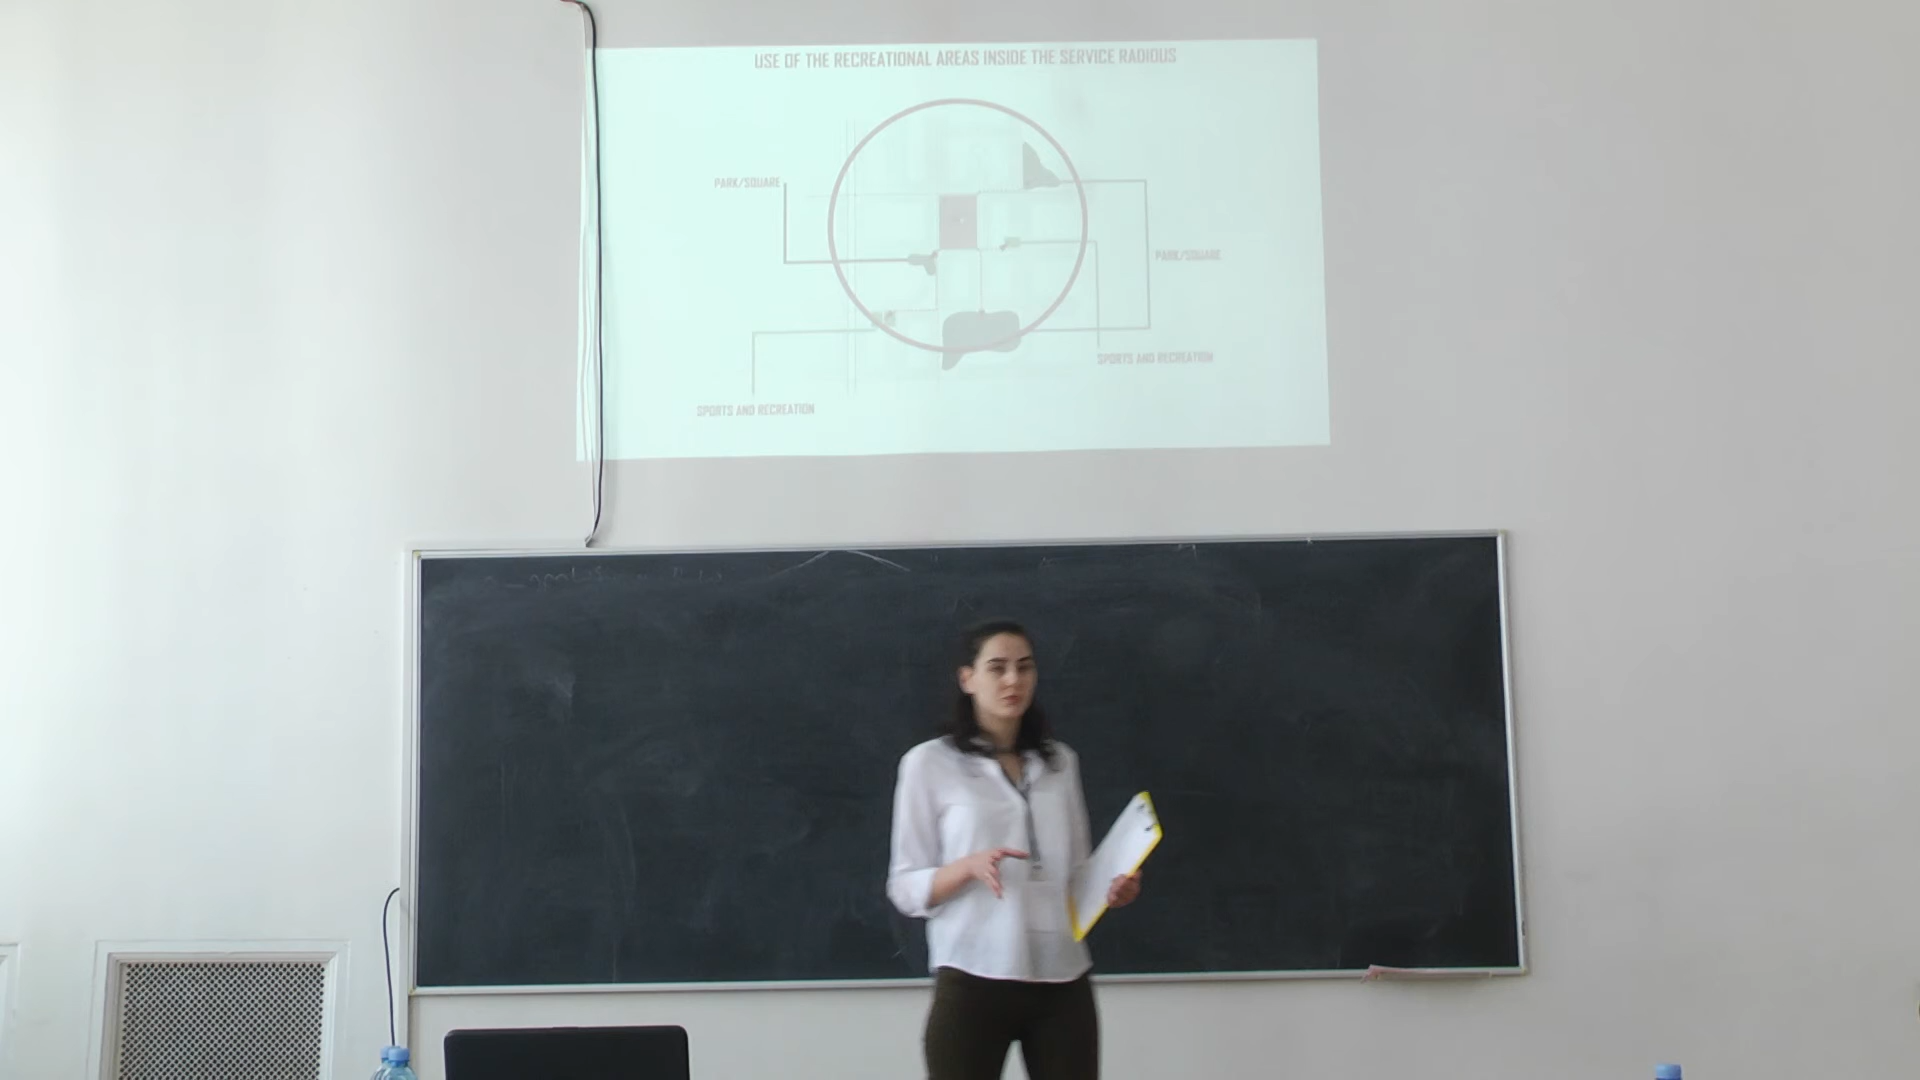 USE OF THE RECREATIONAL AREAS INSIDE THE SERVICE RADIOUS
PARK/SQUARE
PARK/SQUARE
SPORTS AND RECREATION
SPORTS AND RECREATION